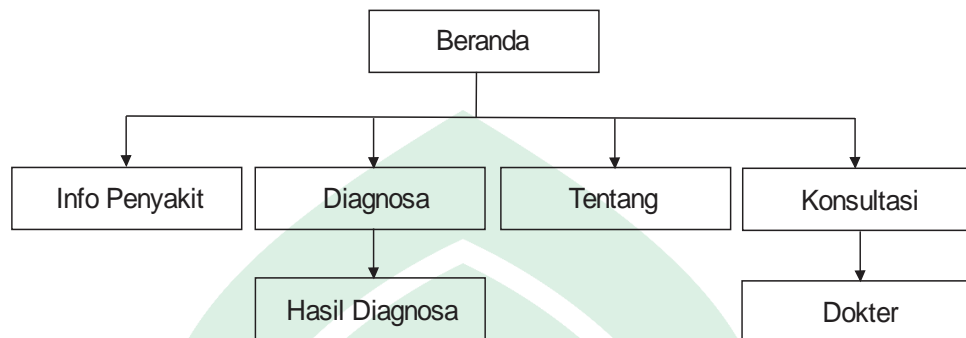 Beranda
Info Penyakit
Diagnosa
Tentang
Konsultasi
Hasil Diagnosa
Dokter